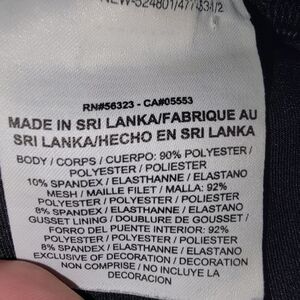 RN#56323 - CA#05553
MADE IN SRI LANKA/FABRIQUE AU
SRI LANKA/HECHO EN SRI LANKA
BODY / CORPS / CUERPO: 90% POLYESTER /
POLYESTER / POLIESTER
10% SPANDEX / ELASTHANNE / ELASTANO
MESH / MAILLE FILET / MALLA: 92%
POLYESTER / POLYESTER / POLIESTER
8% SPANDEX / ELASTHANNE / ELASTANO
GUSSET LINING / DOUBLURE DE GOUSSET /
FORRO DEL PUENTE INTERIOR: 92%
POLYESTER / POLYESTER / POLIESTER
8% SPANDEX / ELASTHANNE / ELASTANO
EXCLUSIVE OF DECORATION / DECORATION
NON COMPRISE / NO INCLUYE LA
DECORACION